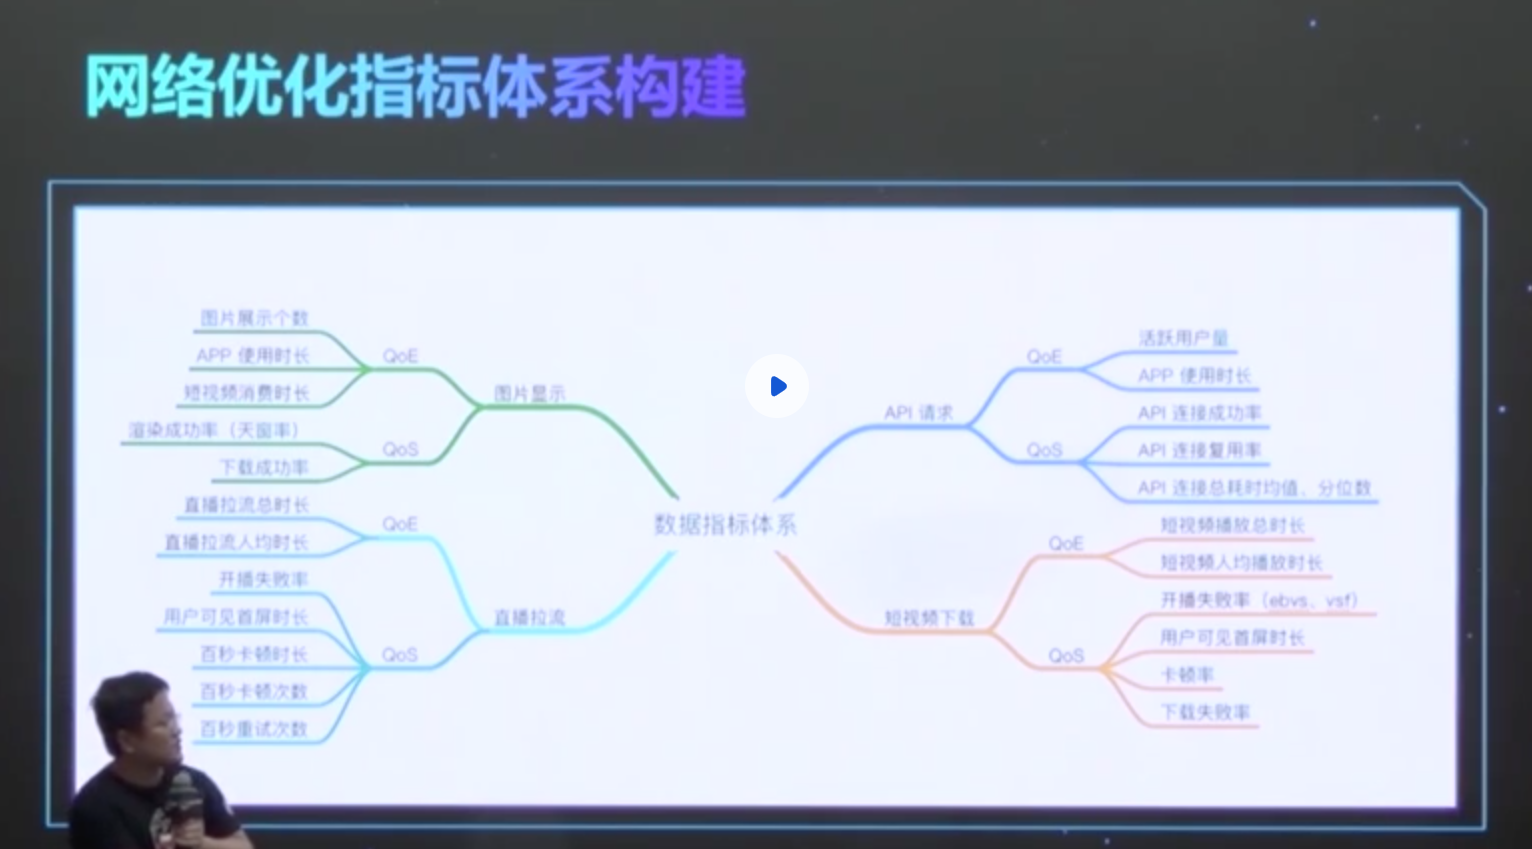 网络优化指标体系构建
图片展示个数
APP 使用时长
短视频消费时长
QoE
渲染成功率（天窗率）
下载成功率
QoS
图片显示
直播拉流总时长
直播拉流人均时长
QoE
开播失败率
用户可见首屏时长
百秒卡顿时长
百秒卡顿次数
百秒重试次数
QoS
直播拉流
数据指标体系
API 请求
QoE
活跃用户量
APP 使用时长
QoS
API 连接成功率
API 连接复用率
API 连接总耗时均值、分位数
短视频下载
QoE
短视频播放总时长
短视频人均播放时长
QoS
开播失败率（ebvs、vsf）
用户可见首屏时长
卡顿率
下载失败率